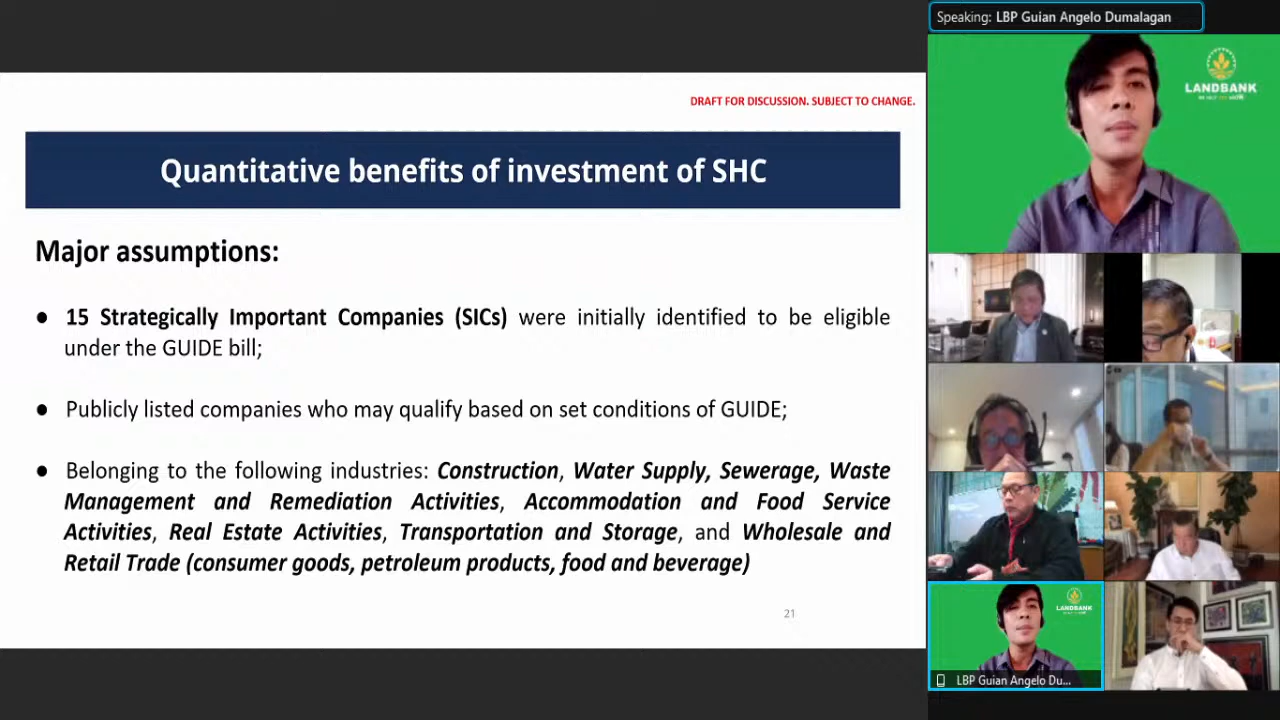 Speaking: LBP Guian Angelo Dumalagan
LANDBANK
DRAFT FOR DISCUSSION. SUBJECT TO CHANGE.
Quantitative benefits of investment of SHC
Major assumptions:
● 15 Strategically Important Companies (SICs) were initially identified to be eligible
under the GUIDE bill;
● Publicly listed companies who may qualify based on set conditions of GUIDE;
● Belonging to the following industries: Construction, Water Supply, Sewerage, Waste
Management and Remediation Activities, Accommodation and Food Service
Activities, Real Estate Activities, Transportation and Storage, and Wholesale and
Retail Trade (consumer goods, petroleum products, food and beverage)
21
LANDBANK
LBP Guian Angelo Du...